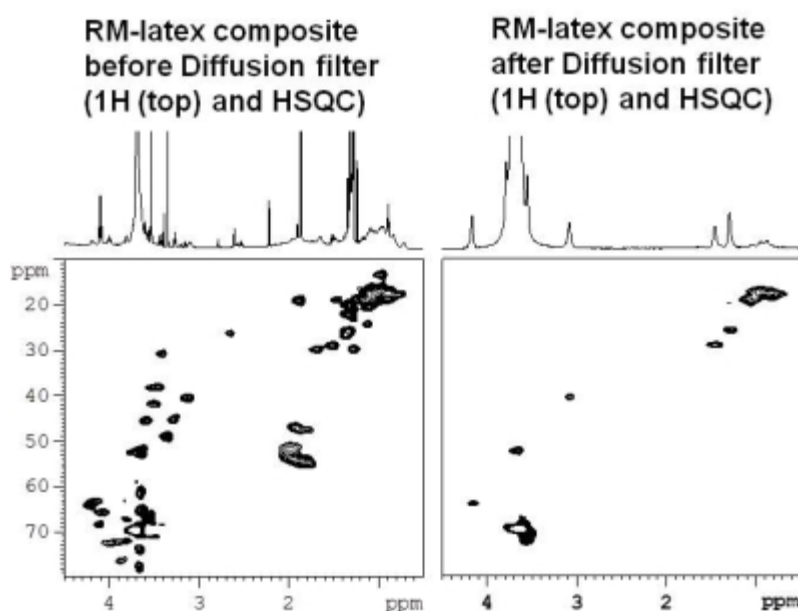 RM-latex composite
before Diffusion filter
(1H (top) and HSQC)
RM-latex composite
after Diffusion filter
(1H (top) and HSQC)
ppm
20
30
40
50
60
70
4 3 2 ppm
4 3 2 ppm